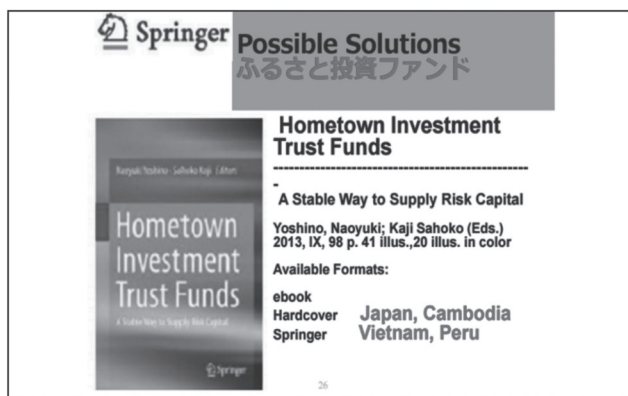 Springer
Possible Solutions
ふるさと投資ファンド
Naoyuki Yoshino · Sahoko Kaji Editors
Hometown
Investment
Trust Funds
A Stable Way to Supply Risk Capital
Springer
Hometown Investment
Trust Funds
-------------------------------------------------
-
A Stable Way to Supply Risk Capital
Yoshino, Naoyuki; Kaji Sahoko (Eds.)
2013, IX, 98 p. 41 illus.,20 illus. in color
Available Formats:
ebook
Hardcover Japan, Cambodia
Springer Vietnam, Peru
26